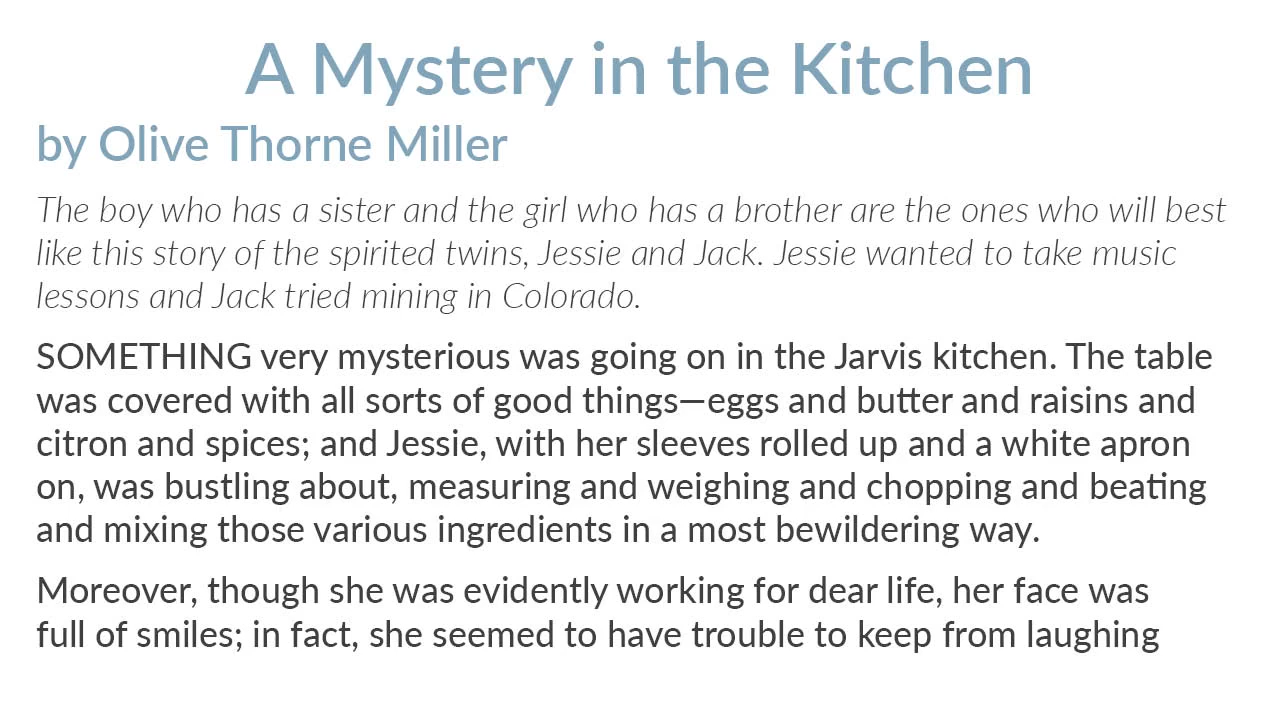 A Mystery in the Kitchen
by Olive Thorne Miller
The boy who has a sister and the girl who has a brother are the ones who will best
like this story of the spirited twins, Jessie and Jack. Jessie wanted to take music
lessons and Jack tried mining in Colorado.
SOMETHING very mysterious was going on in the Jarvis kitchen. The table
was covered with all sorts of good things—eggs and butter and raisins and
citron and spices; and Jessie, with her sleeves rolled up and a white apron
on, was bustling about, measuring and weighing and chopping and beating
and mixing those various ingredients in a most bewildering way.
Moreover, though she was evidently working for dear life, her face was
full of smiles; in fact, she seemed to have trouble to keep from laughing